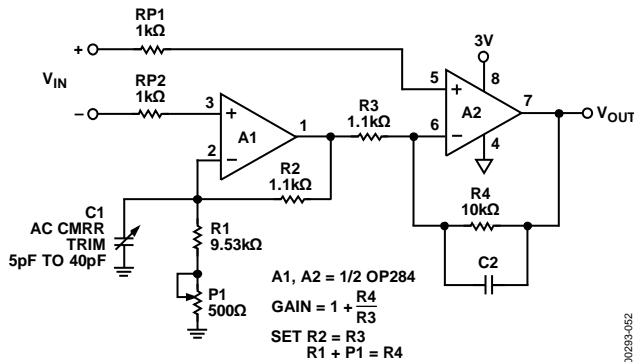 RP1
1kΩ
3V
+
VIN
RP2
1kΩ
5
+
8
A2
7
VOUT
−
3
+
A1
1
R3
1.1kΩ
6
−
4
2
−
R2
1.1kΩ
R4
10kΩ
C1
AC CMRR
TRIM
5pF TO 40pF
R1
9.53kΩ
C2
P1
500Ω
A1, A2 = 1/2 OP284
GAIN = 1 + R4
R3
SET R2 = R3
R1 + P1 = R4
00293-052